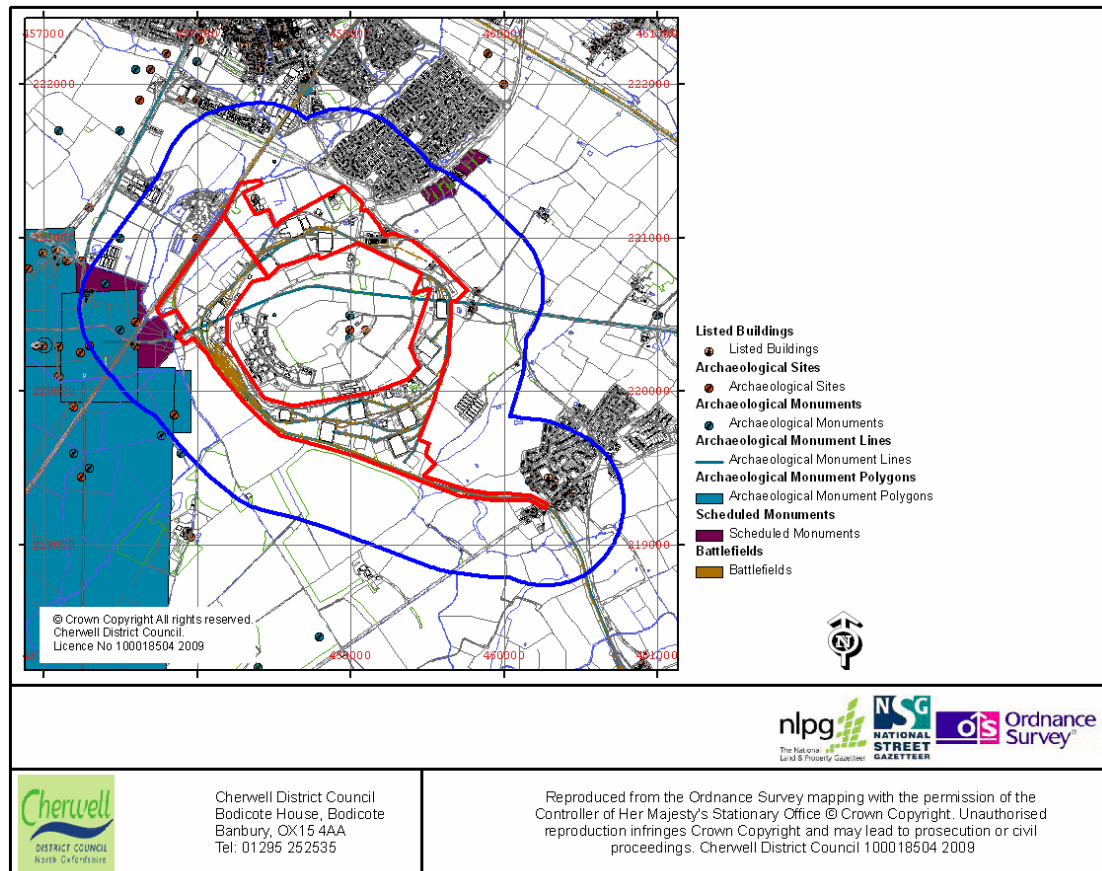 457000
459000
460000
461000
222000
222000
221000
221000
220000
220000
219000
219000
459000
460000
461000
© Crown Copyright All rights reserved.
Cherwell District Council.
Licence No 100018504 2009
Listed Buildings
Listed Buildings
Archaeological Sites
Archaeological Sites
Archaeological Monuments
Archaeological Monuments
Archaeological Monument Lines
Archaeological Monument Lines
Archaeological Monument Polygons
Archaeological Monument Polygons
Scheduled Monuments
Scheduled Monuments
Battlefields
Battlefields
N
nlpg
The National
Land & Property Gazetteer
NSG
NATIONAL
STREET
GAZETTEER
OS
Ordnance
Survey®
Cherwell
DISTRICT COUNCIL
North Oxfordshire
Cherwell District Council
Bodicote House, Bodicote
Banbury, OX15 4AA
Tel: 01295 252535
Reproduced from the Ordnance Survey mapping with the permission of the
Controller of Her Majesty's Stationary Office © Crown Copyright. Unauthorised
reproduction infringes Crown Copyright and may lead to prosecution or civil
proceedings. Cherwell District Council 100018504 2009